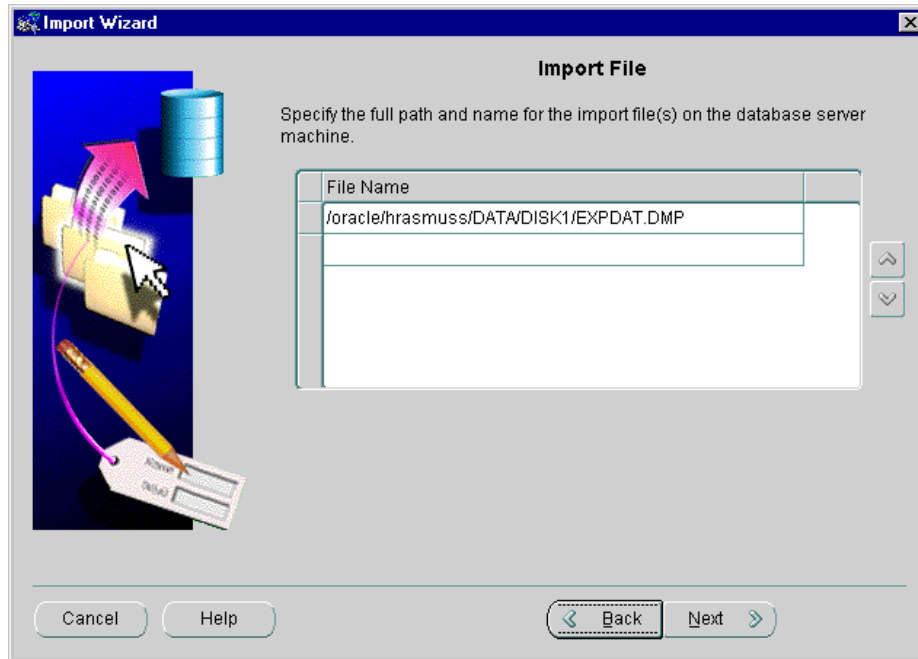 Import Wizard
Import File
Specify the full path and name for the import file(s) on the database server
machine.
File Name
/oracle/hrasmuss/DATA/DISK1/EXPDAT.DMP
Name
Cancel
Help
Back
Next